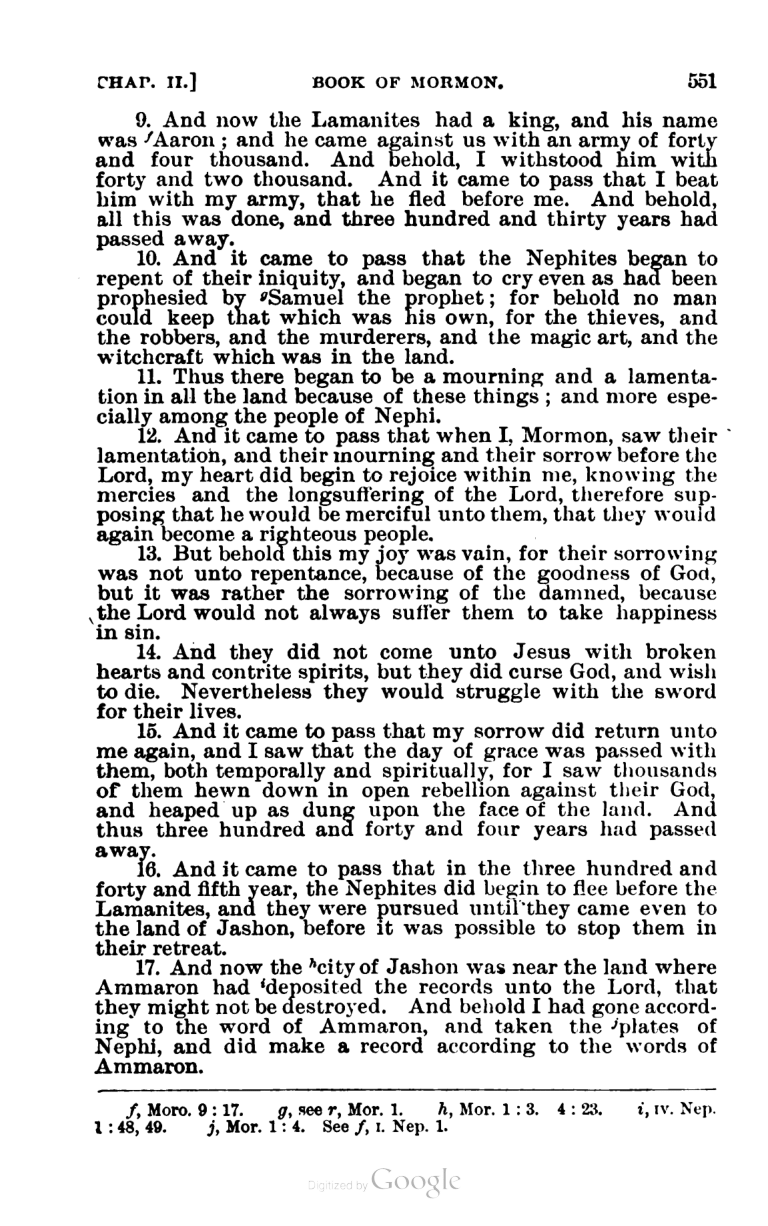 CHAP. II.] BOOK OF MORMON. 551
9. And now the Lamanites had a king, and his name
was fAaron; and he came against us with an army of forty
and four thousand. And behold, I withstood him with
forty and two thousand. And it came to pass that I beat
him with my army, that he fled before me. And behold,
all this was done, and three hundred and thirty years had
passed away.
10. And it came to pass that the Nephites began to
repent of their iniquity, and began to cry even as had been
prophesied by gSamuel the prophet; for behold no man
could keep that which was his own, for the thieves, and
the robbers, and the murderers, and the magic art, and the
witchcraft which was in the land.
11. Thus there began to be a mourning and a lamenta-
tion in all the land because of these things; and more espe-
cially among the people of Nephi.
12. And it came to pass that when I, Mormon, saw their
lamentation, and their mourning and their sorrow before the
Lord, my heart did begin to rejoice within me, knowing the
mercies and the longsuffering of the Lord, therefore sup-
posing that he would be merciful unto them, that they would
again become a righteous people.
13. But behold this my joy was vain, for their sorrowing
was not unto repentance, because of the goodness of God,
but it was rather the sorrowing of the damned, because
the Lord would not always suffer them to take happiness
in sin.
14. And they did not come unto Jesus with broken
hearts and contrite spirits, but they did curse God, and wish
to die. Nevertheless they would struggle with the sword
for their lives.
15. And it came to pass that my sorrow did return unto
me again, and I saw that the day of grace was passed with
them, both temporally and spiritually, for I saw thousands
of them hewn down in open rebellion against their God,
and heaped up as dung upon the face of the land. And
thus three hundred and forty and four years had passed
away.
16. And it came to pass that in the three hundred and
forty and fifth year, the Nephites did begin to flee before the
Lamanites, and they were pursued until they came even to
the land of Jashon, before it was possible to stop them in
their retreat.
17. And now the hcity of Jashon was near the land where
Ammaron had ideposited the records unto the Lord, that
they might not be destroyed. And behold I had gone accord-
ing to the word of Ammaron, and taken the jplates of
Nephi, and did make a record according to the words of
Ammaron.
f, Moro. 9:17. g, see r, Mor. 1. h, Mor. 1:3. 4:23. i, IV. Nep.
1:48, 49. j, Mor. 1:4. See f, I. Nep. 1.
Digitized by Google